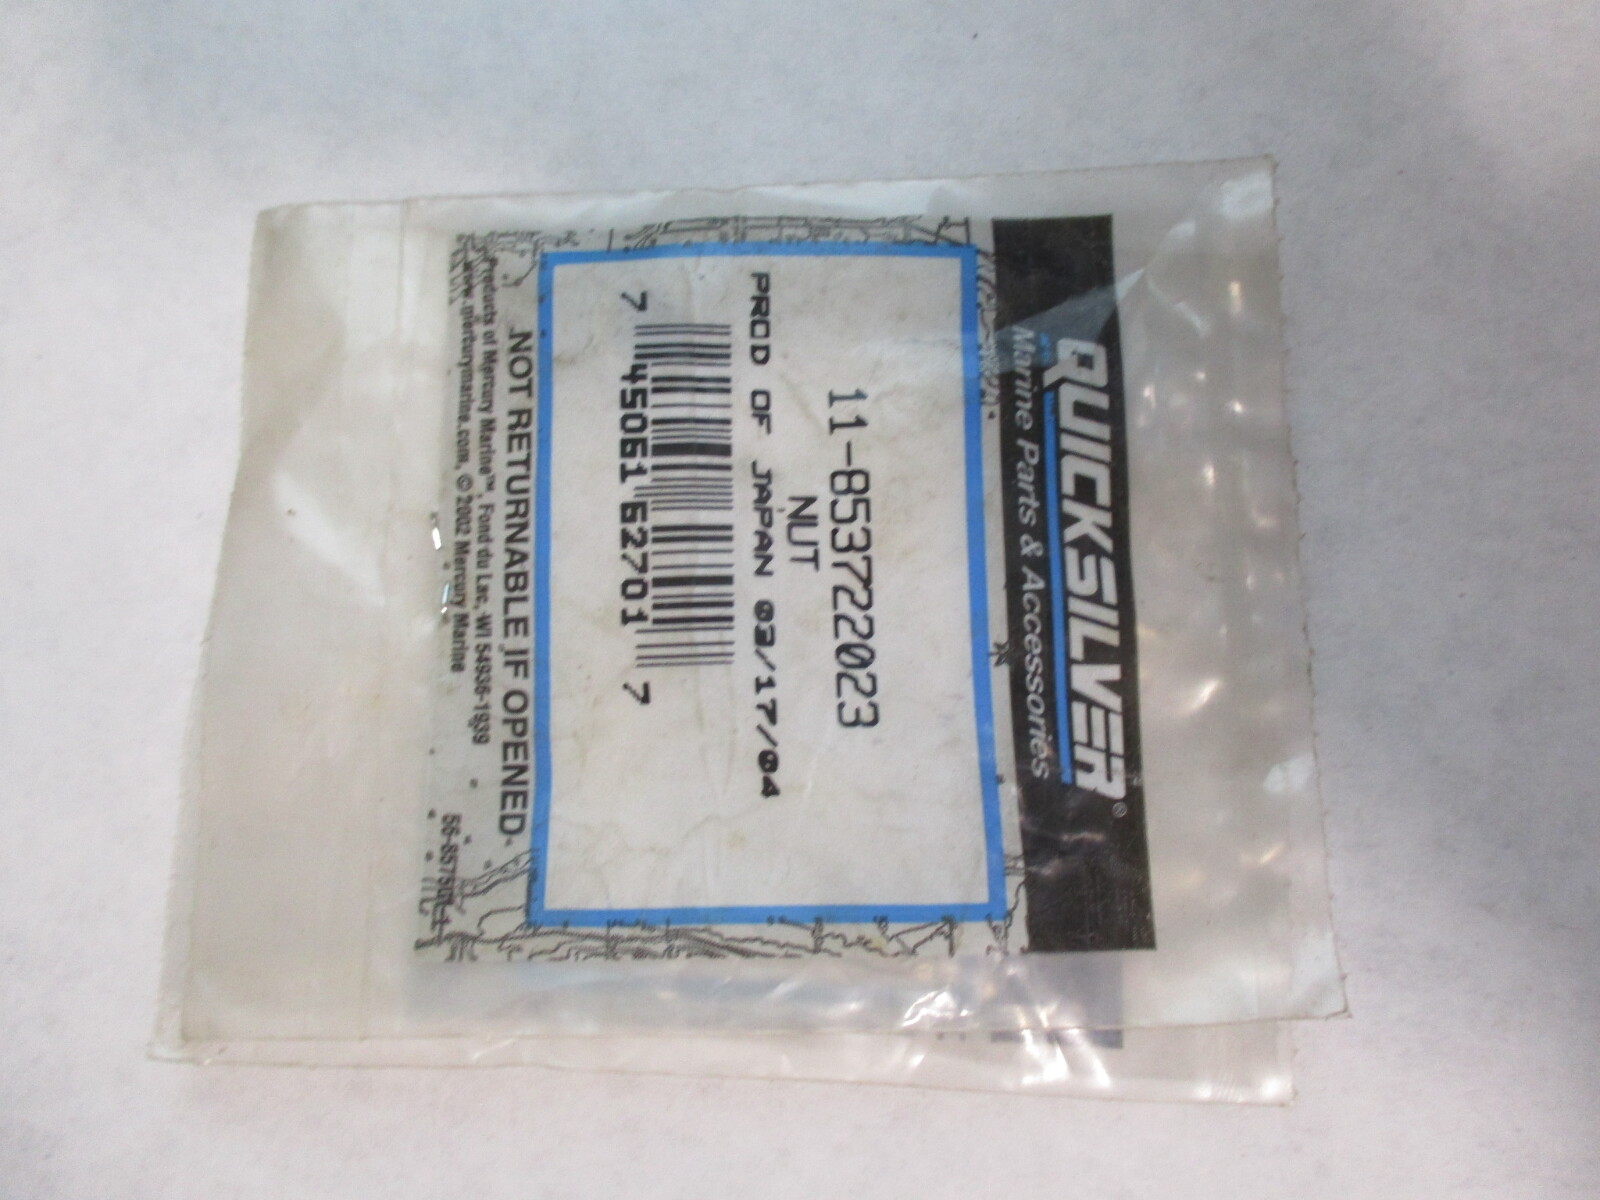 QUICKSILVER®
Marine Parts & Accessories
11-853722023
NUT
PROD OF JAPAN 03/17/04
7 45061 62701 7
NOT RETURNABLE IF OPENED
Products of Mercury Marine™, Fond du Lac, WI 54936-1939
www.mercurymarine.com, © 2002 Mercury Marine